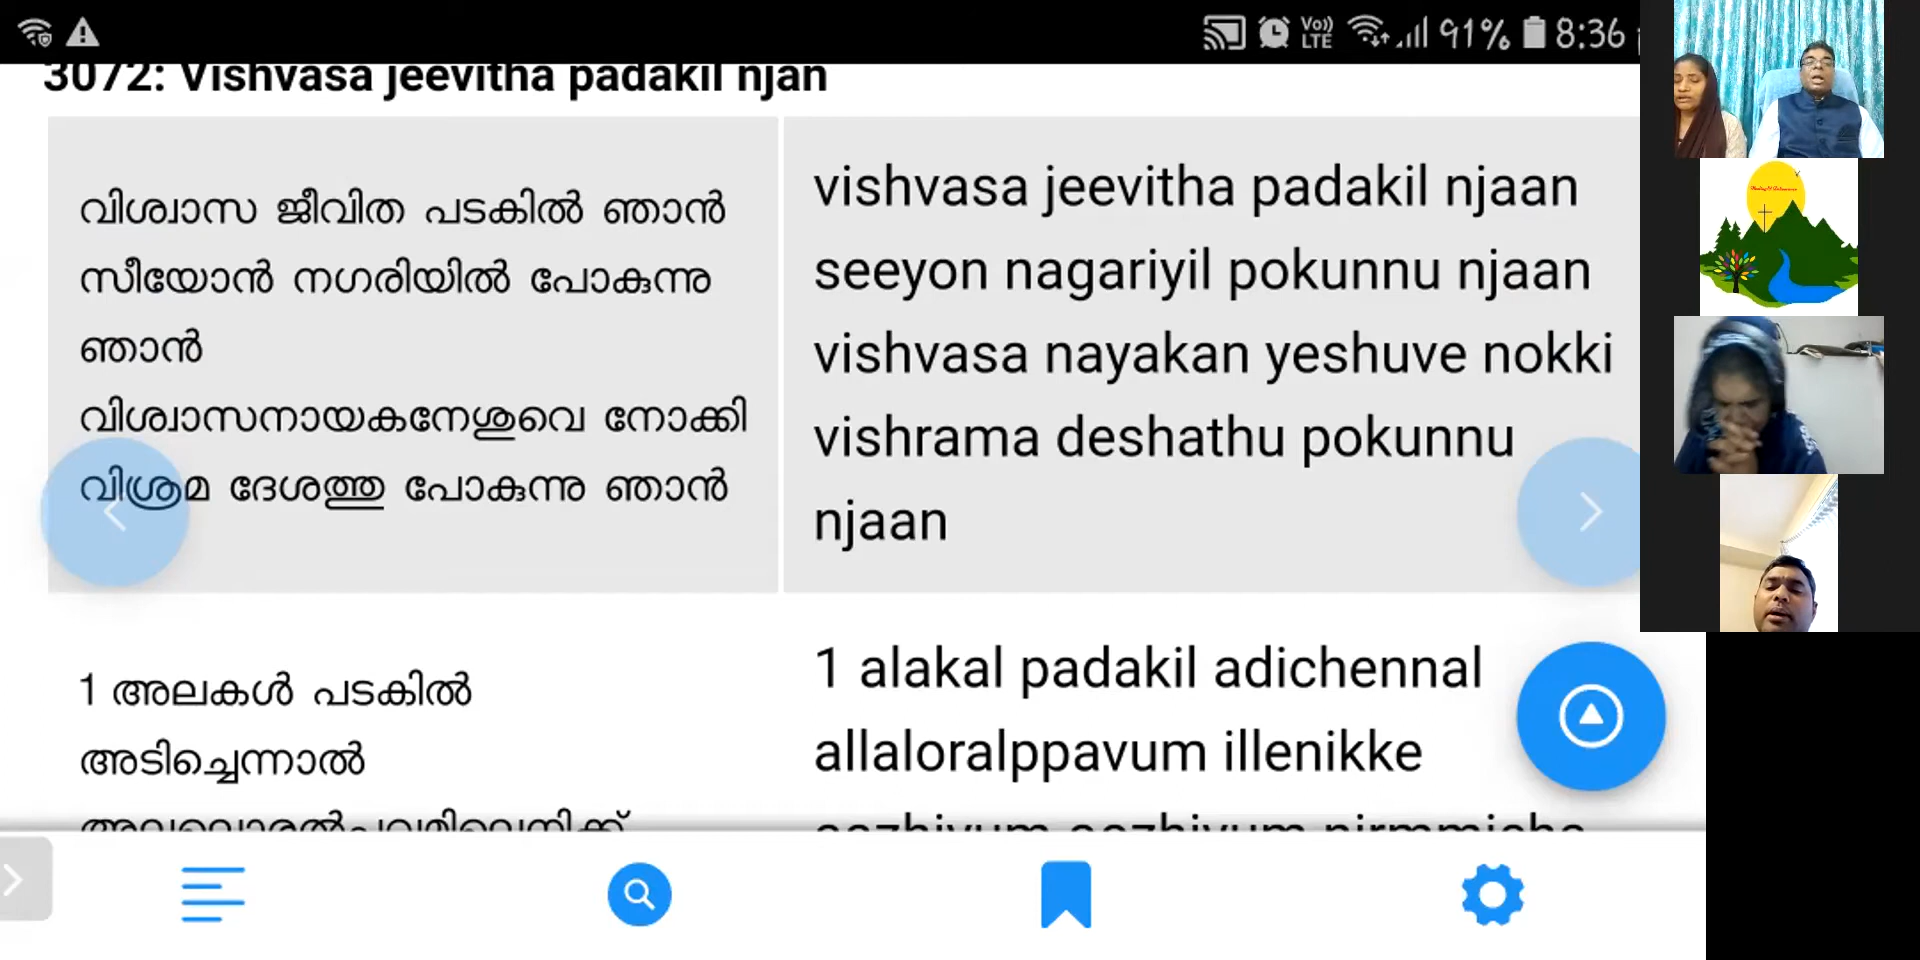 VoLTE 91% 8:36
3072: Vishvasa jeevitha padakil njan
വിശ്വാസ ജീവിത പടകിൽ ഞാൻ
സീയോൻ നഗരിയിൽ പോകുന്നു
ഞാൻ
വിശ്വാസനായകനേശുവെ നോക്കി
വിശ്രമ ദേശത്തു പോകുന്നു ഞാൻ
vishvasa jeevitha padakil njaan
seeyon nagariyil pokunnu njaan
vishvasa nayakan yeshuve nokki
vishrama deshathu pokunnu
njaan
1 അലകൾ പടകിൽ
അടിച്ചെന്നാൽ
1 alakal padakil adichennal
allaloralppavum illenikke